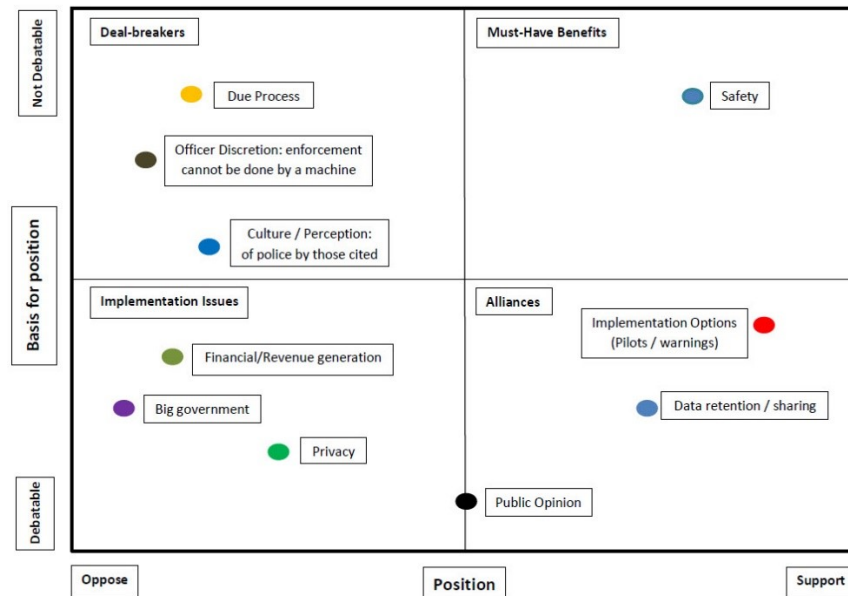 Not Debatable
Basis for position
Debatable
Deal-breakers
Due Process
Officer Discretion: enforcement
cannot be done by a machine
Culture / Perception:
of police by those cited
Must-Have Benefits
Safety
Implementation Issues
Financial/Revenue generation
Big government
Privacy
Alliances
Implementation Options
(Pilots / warnings)
Data retention / sharing
Public Opinion
Oppose
Position
Support